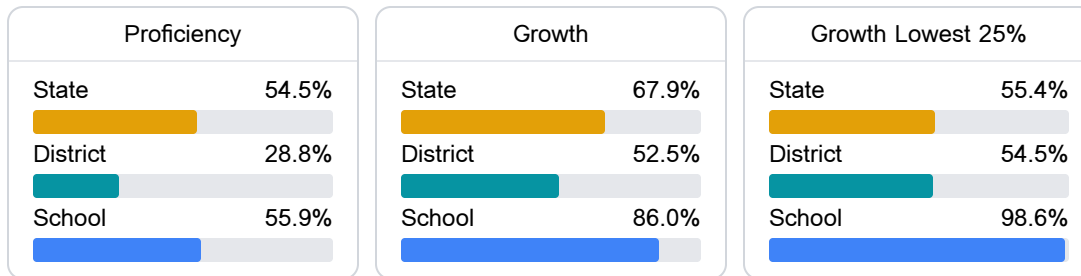 Proficiency
State 54.5%
District 28.8%
School 55.9%
Growth
State 67.9%
District 52.5%
School 86.0%
Growth Lowest 25%
State 55.4%
District 54.5%
School 98.6%